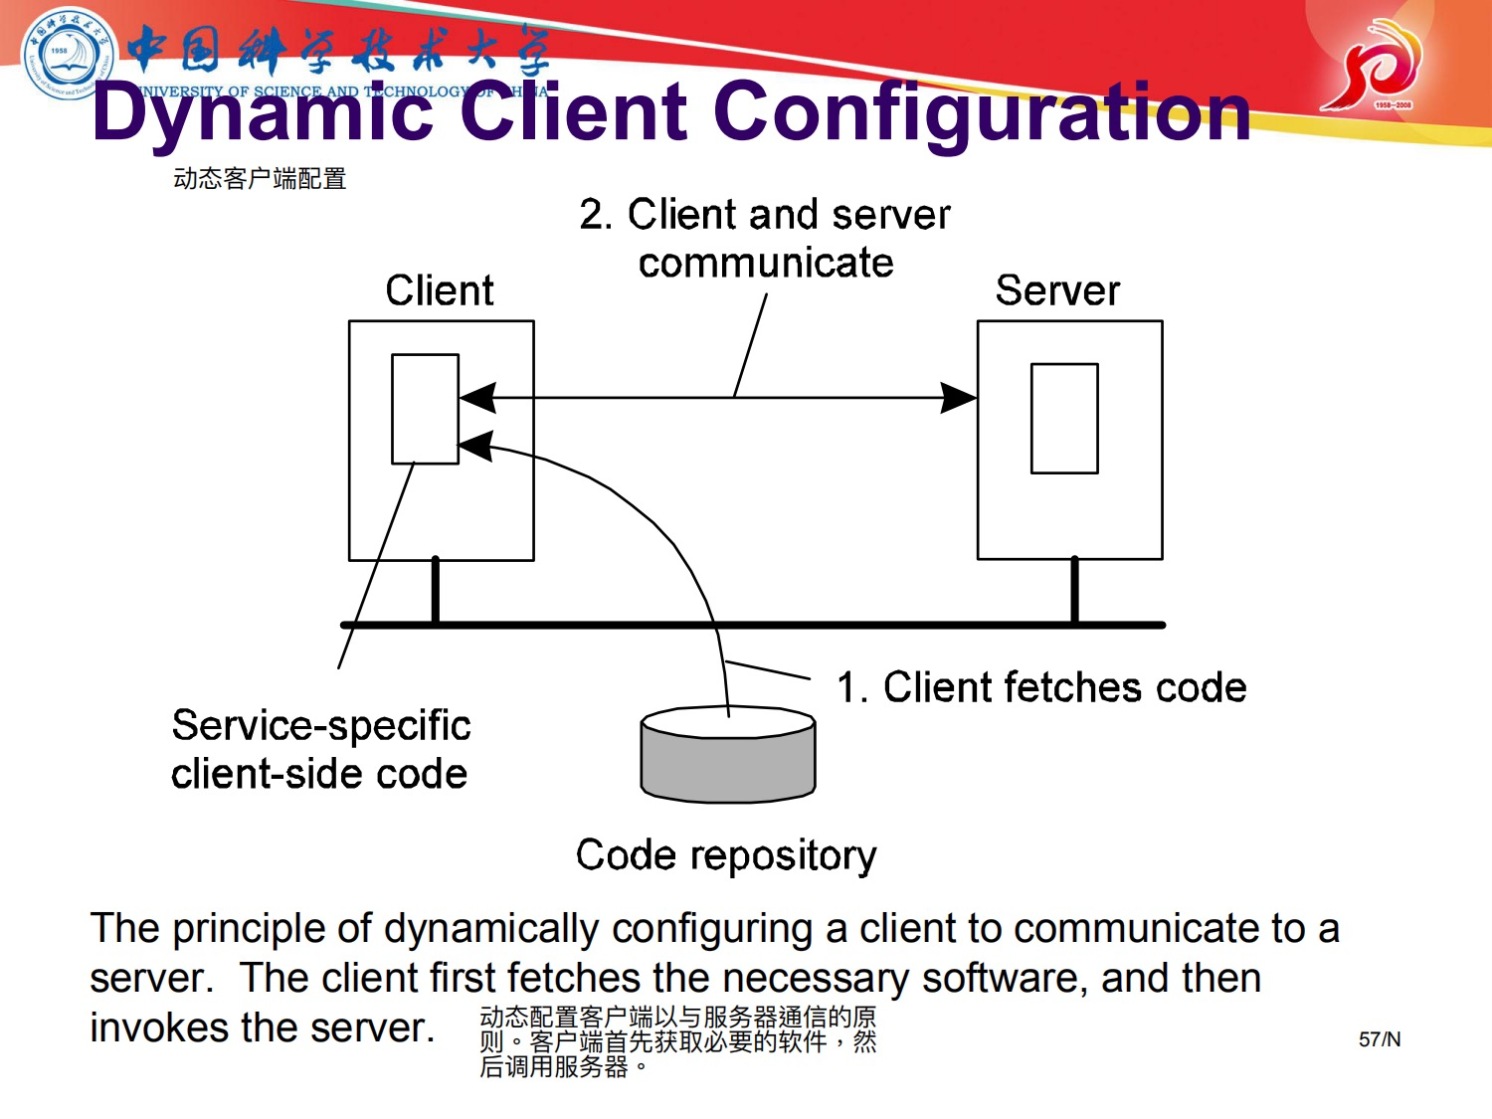 中国科学技术大学
UNIVERSITY OF SCIENCE AND TECHNOLOGY OF CHINA
1958
1958-2008
Dynamic Client Configuration
动态客户端配置
2. Client and server
communicate
Client
Server
1. Client fetches code
Service-specific
client-side code
Code repository
The principle of dynamically configuring a client to communicate to a
server. The client first fetches the necessary software, and then
invokes the server.
动态配置客户端以与服务器通信的原
则。客户端首先获取必要的软件，然
后调用服务器。
57/N